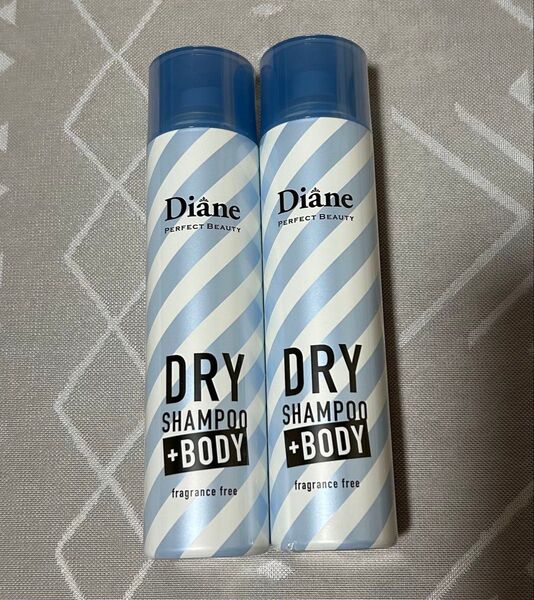 Diane
PERFECT BEAUTY
DRY
SHAMPOO
+BODY
fragrance free
Diane
PERFECT BEAUTY
DRY
SHAMPOO
+BODY
fragrance free